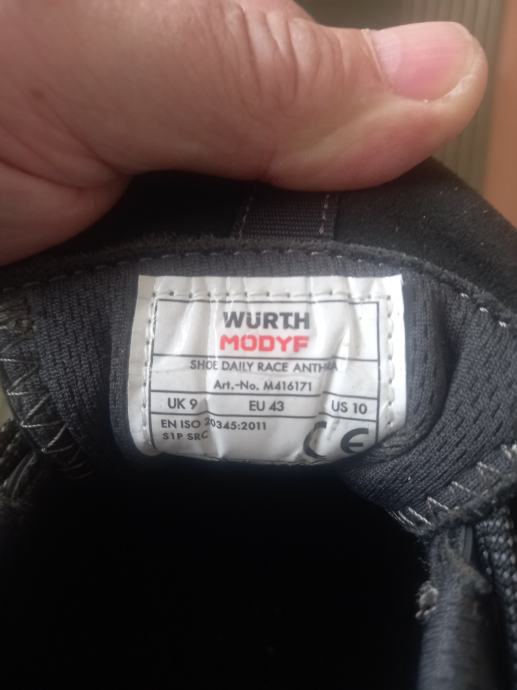 WÜRTH
MODYF
SHOE DAILY RACE
Art.-No. M416171
UK 9 EU 43 US 10
EN ISO 20345:2011
S1P SRC
CE